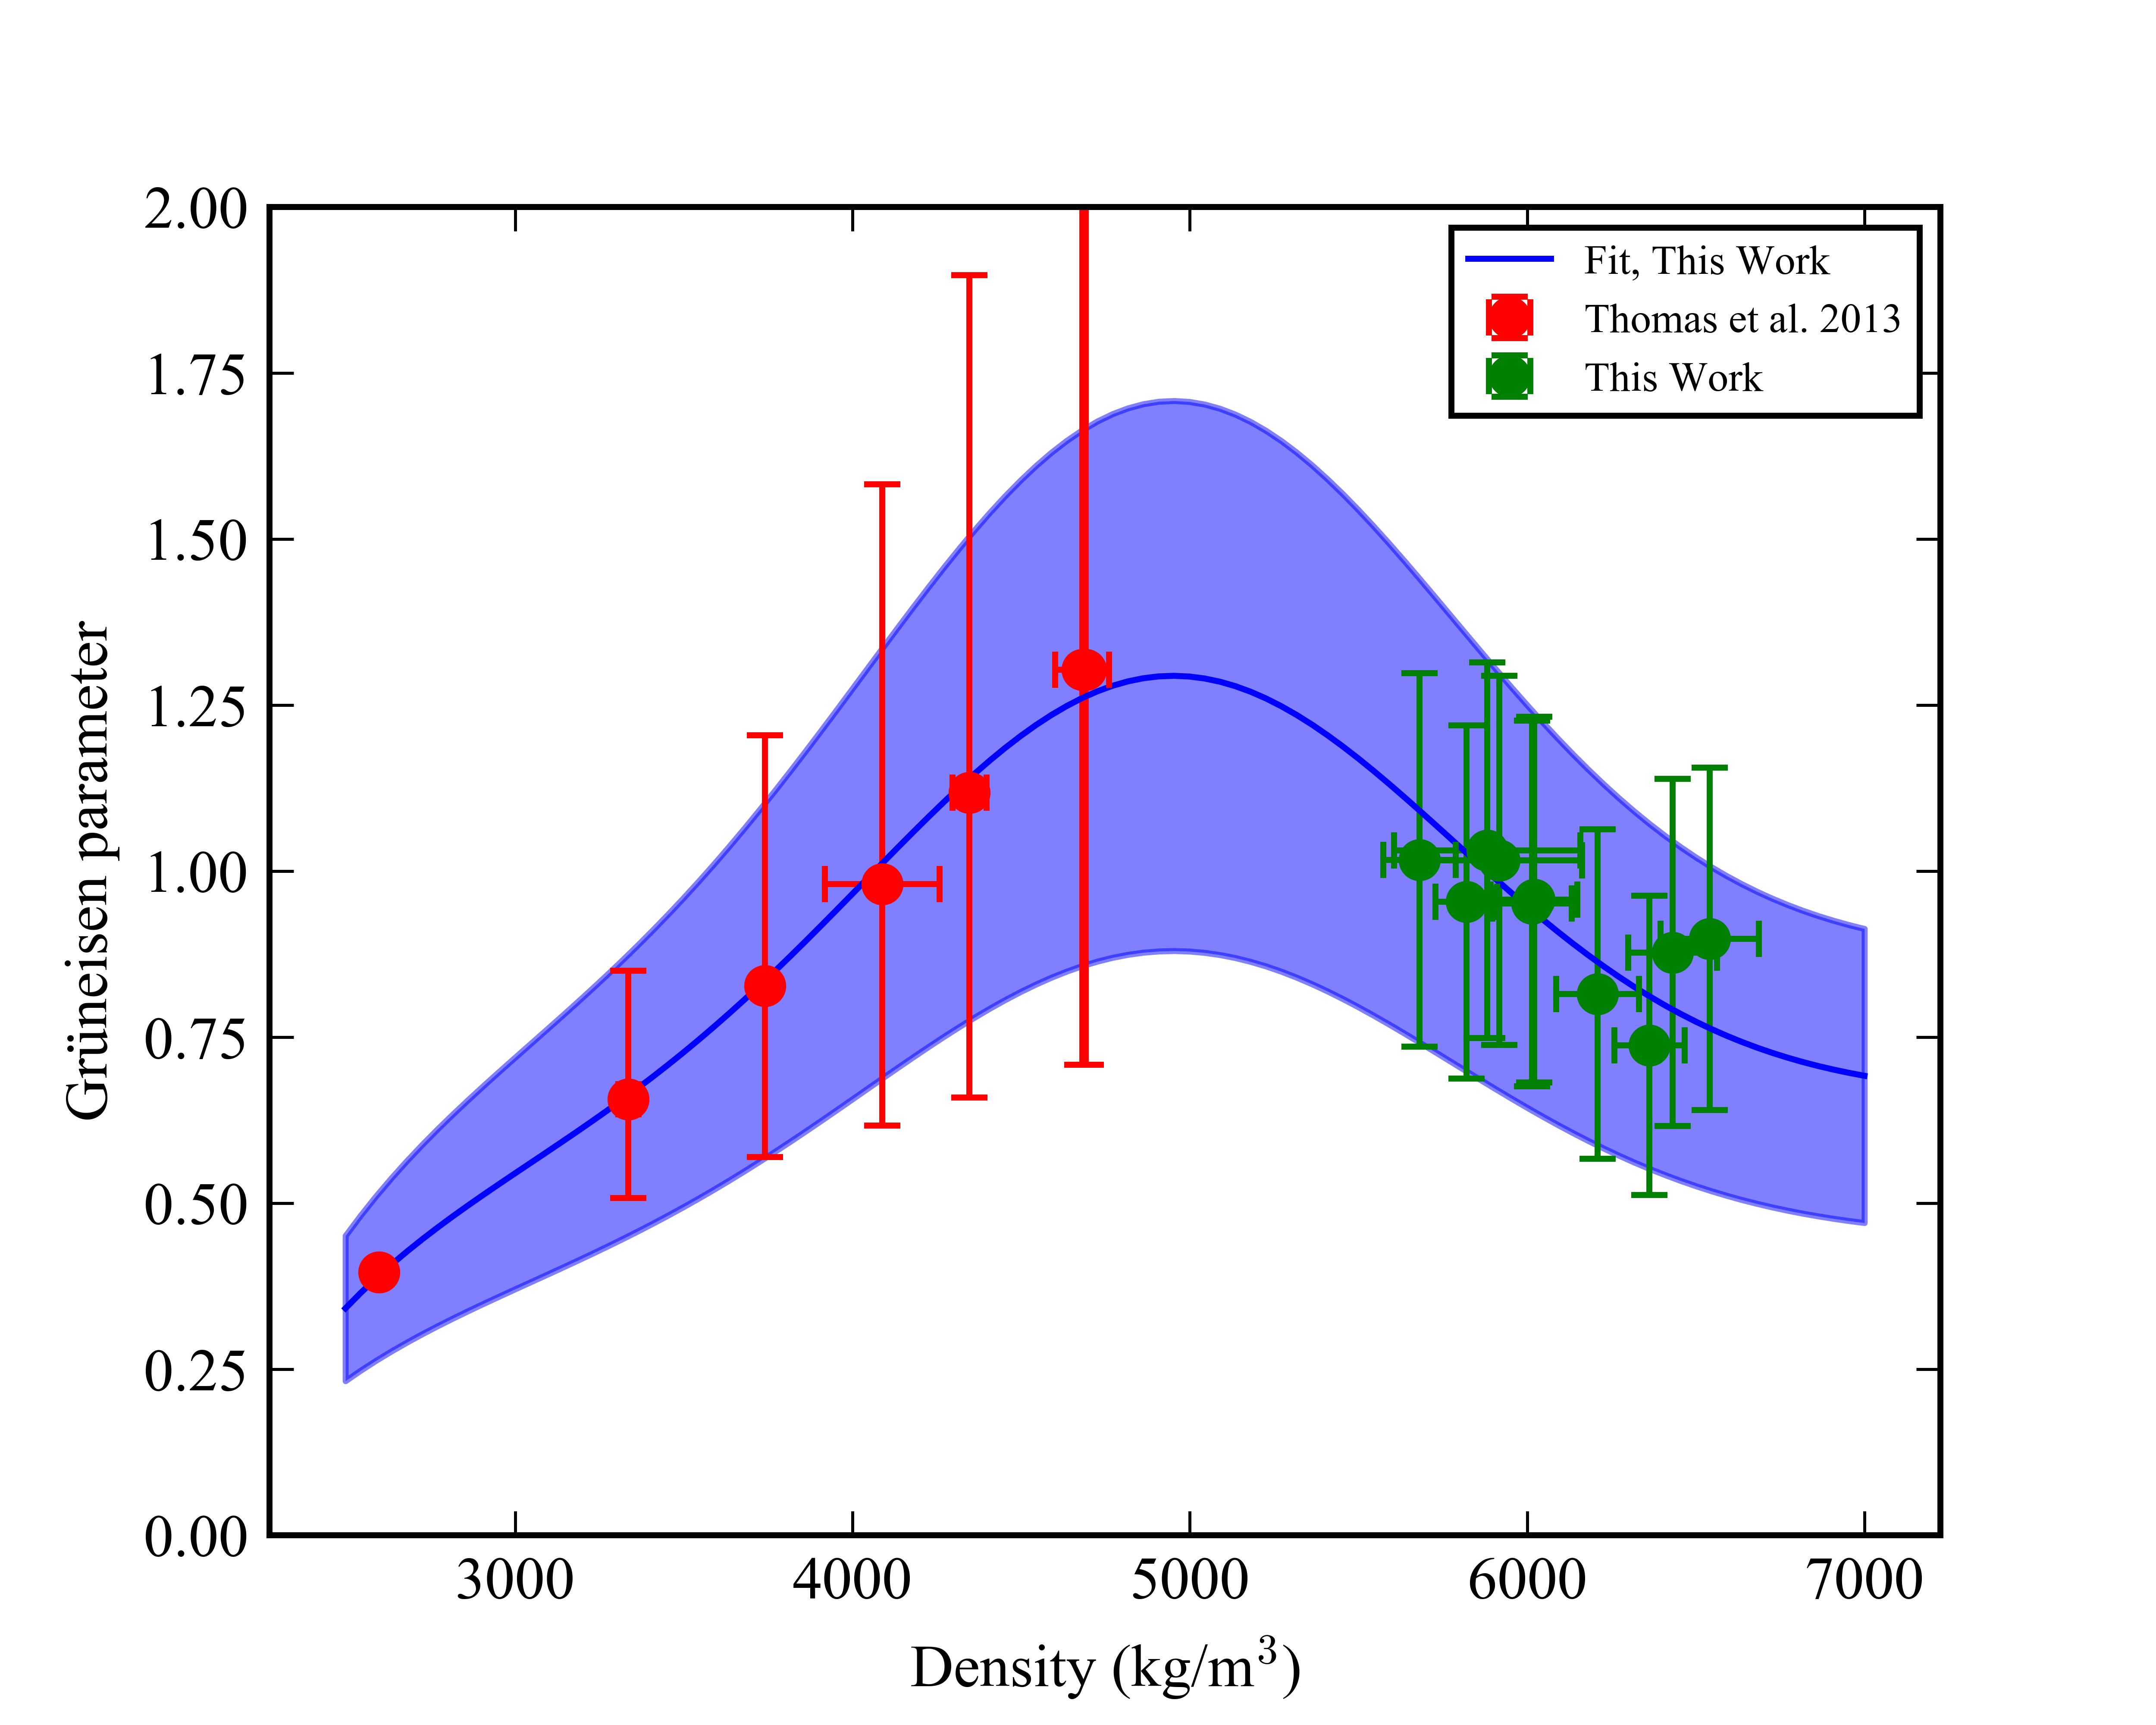 2.00
1.75
1.50
1.25
1.00
0.75
0.50
0.25
0.00
Grüneisen parameter
Fit, This Work
Thomas et al. 2013
This Work
3000 4000 5000 6000 7000
Density (kg/m³)